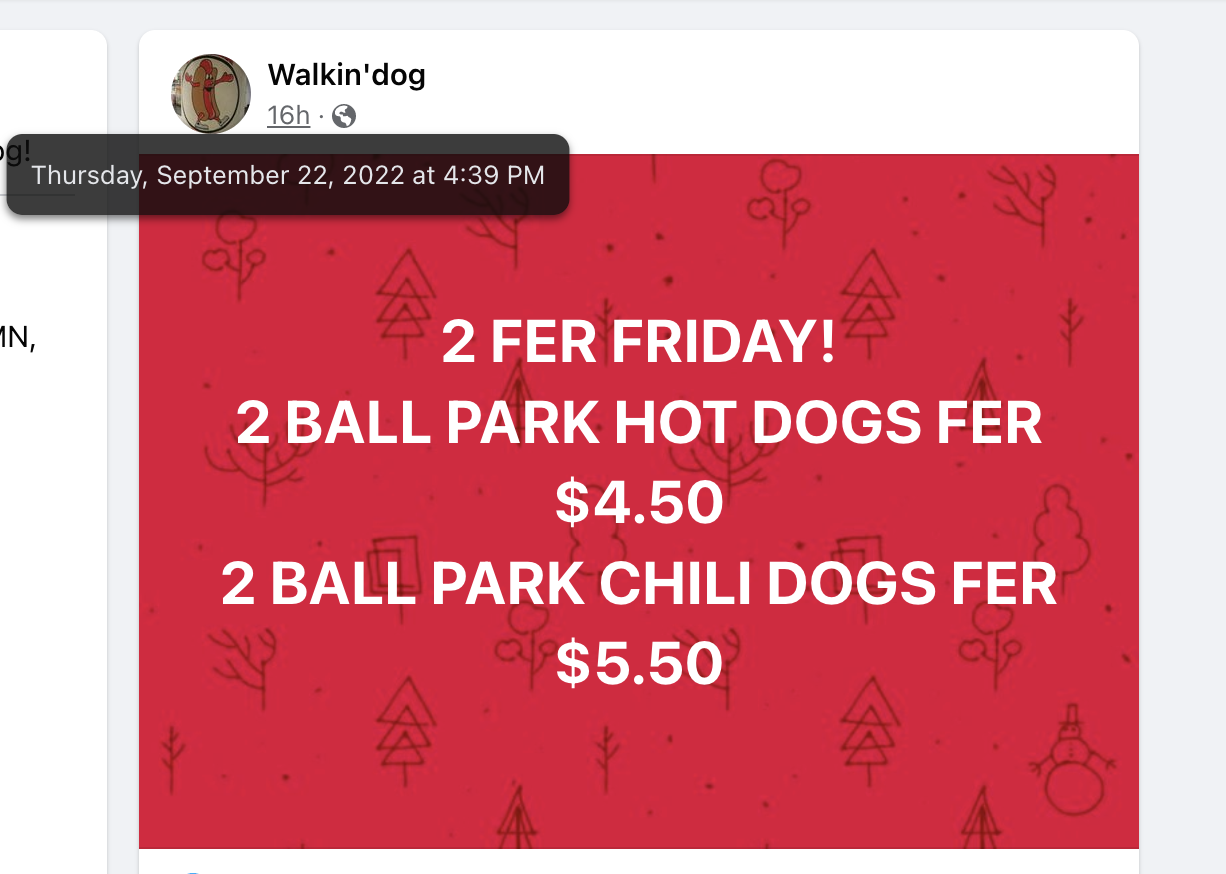 Walkin'dog
16h ·
og!
Thursday, September 22, 2022 at 4:39 PM
MN,
2 FER FRIDAY!
2 BALL PARK HOT DOGS FER
$4.50
2 BALL PARK CHILI DOGS FER
$5.50